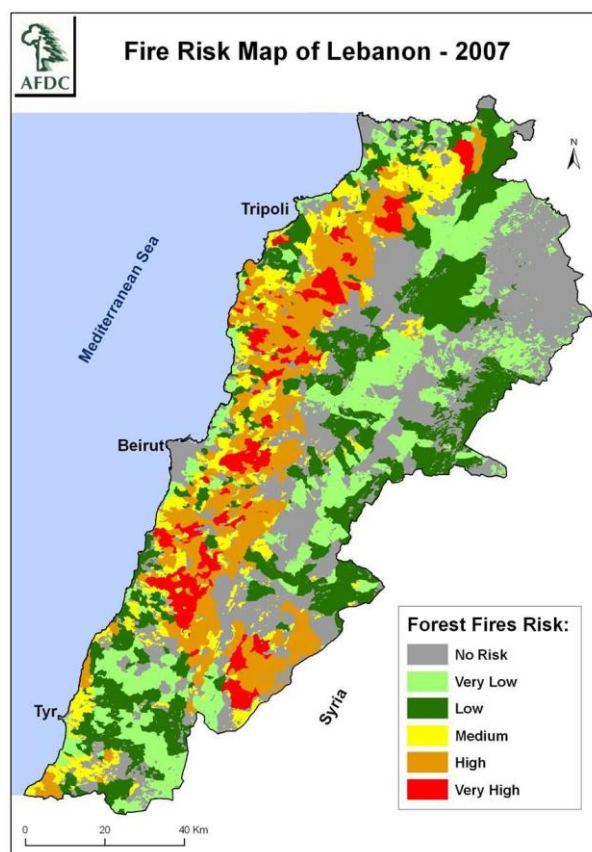 AFDC
Fire Risk Map of Lebanon - 2007
N
Tripoli
Mediterranean Sea
Beirut
Tyr
Syria
Forest Fires Risk:
No Risk
Very Low
Low
Medium
High
Very High
0 20 40 Km